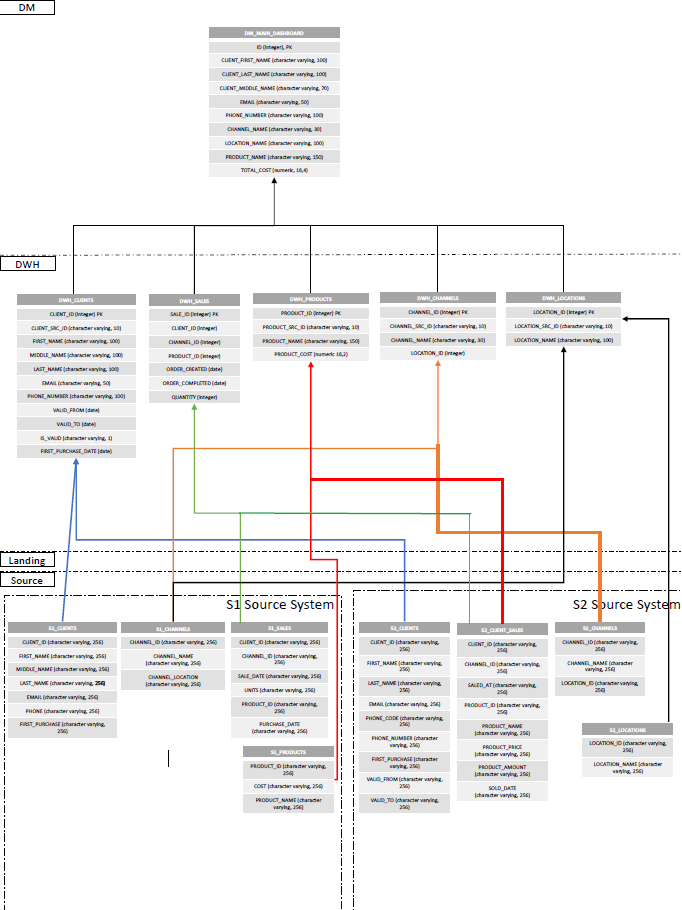 DM
DM_MAIN_DASHBOARD
ID (integer), PK
CLIENT_FIRST_NAME (character varying, 100)
CLIENT_LAST_NAME (character varying, 100)
CLIENT_MIDDLE_NAME (character varying, 70)
EMAIL (character varying, 50)
PHONE_NUMBER (character varying, 100)
CHANNEL_NAME (character varying, 30)
LOCATION_NAME (character varying, 100)
PRODUCT_NAME (character varying, 150)
TOTAL_COST (numeric, 18,4)
DWH
DWH_CLIENTS
CLIENT_ID (integer) PK
CLIENT_SRC_ID (character varying, 10)
FIRST_NAME (character varying, 100)
MIDDLE_NAME (character varying, 100)
LAST_NAME (character varying, 100)
EMAIL (character varying, 50)
PHONE_NUMBER (character varying, 100)
VALID_FROM (date)
VALID_TO (date)
IS_VALID (character varying, 1)
FIRST_PURCHASE_DATE (date)
DWH_SALES
SALE_ID (integer) PK
CLIENT_ID (integer)
CHANNEL_ID (integer)
PRODUCT_ID (integer)
ORDER_CREATED (date)
ORDER_COMPLETED (date)
QUANTITY (integer)
DWH_PRODUCTS
PRODUCT_ID (integer) PK
PRODUCT_SRC_ID (character varying, 10)
PRODUCT_NAME (character varying, 150)
PRODUCT_COST (numeric 18,2)
DWH_CHANNELS
CHANNEL_ID (integer) PK
CHANNEL_SRC_ID (character varying, 10)
CHANNEL_NAME (character varying, 30)
LOCATION_ID (integer)
DWH_LOCATIONS
LOCATION_ID (integer) PK
LOCATION_SRC_ID (character varying, 10)
LOCATION_NAME (character varying, 100)
Landing
Source
S1 Source System
S1_CLIENTS
CLIENT_ID (character varying, 256)
FIRST_NAME (character varying, 256)
MIDDLE_NAME (character varying, 256)
LAST_NAME (character varying, 256)
EMAIL (character varying, 256)
PHONE (character varying, 256)
FIRST_PURCHASE (character varying,
256)
S1_CHANNELS
CHANNEL_ID (character varying, 256)
CHANNEL_NAME
(character varying, 256)
CHANNEL_LOCATION
(character varying, 256)
S1_SALES
CLIENT_ID (character varying, 256)
CHANNEL_ID (character varying,
256)
SALE_DATE (character varying, 256)
UNITS (character varying, 256)
PRODUCT_ID (character varying,
256)
PURCHASE_DATE
(character varying, 256)
S1_PRODUCTS
PRODUCT_ID (character varying,
256)
COST (character varying, 256)
PRODUCT_NAME (character
varying, 256)
S2 Source System
S2_CLIENTS
CLIENT_ID (character varying,
256)
FIRST_NAME (character varying,
256)
LAST_NAME (character varying,
256)
EMAIL (character varying, 256)
PHONE_CODE (character varying,
256)
PHONE_NUMBER (character
varying, 256)
FIRST_PURCHASE (character
varying, 256)
VALID_FROM (character varying,
256)
VALID_TO (character varying,
256)
S2_CLIENT_SALES
CLIENT_ID (character varying,
256)
CHANNEL_ID (character varying,
256)
SALED_AT (character varying,
256)
PRODUCT_ID (character varying,
256)
PRODUCT_NAME
(character varying, 256)
PRODUCT_PRICE
(character varying, 256)
PRODUCT_AMOUNT
(character varying, 256)
SOLD_DATE
(character varying, 256)
S2_CHANNELS
CHANNEL_ID (character varying,
256)
CHANNEL_NAME (character
varying, 256)
LOCATION_ID (character varying,
256)
S2_LOCATIONS
LOCATION_ID (character varying,
256)
LOCATIION_NAME (character
varying, 256)